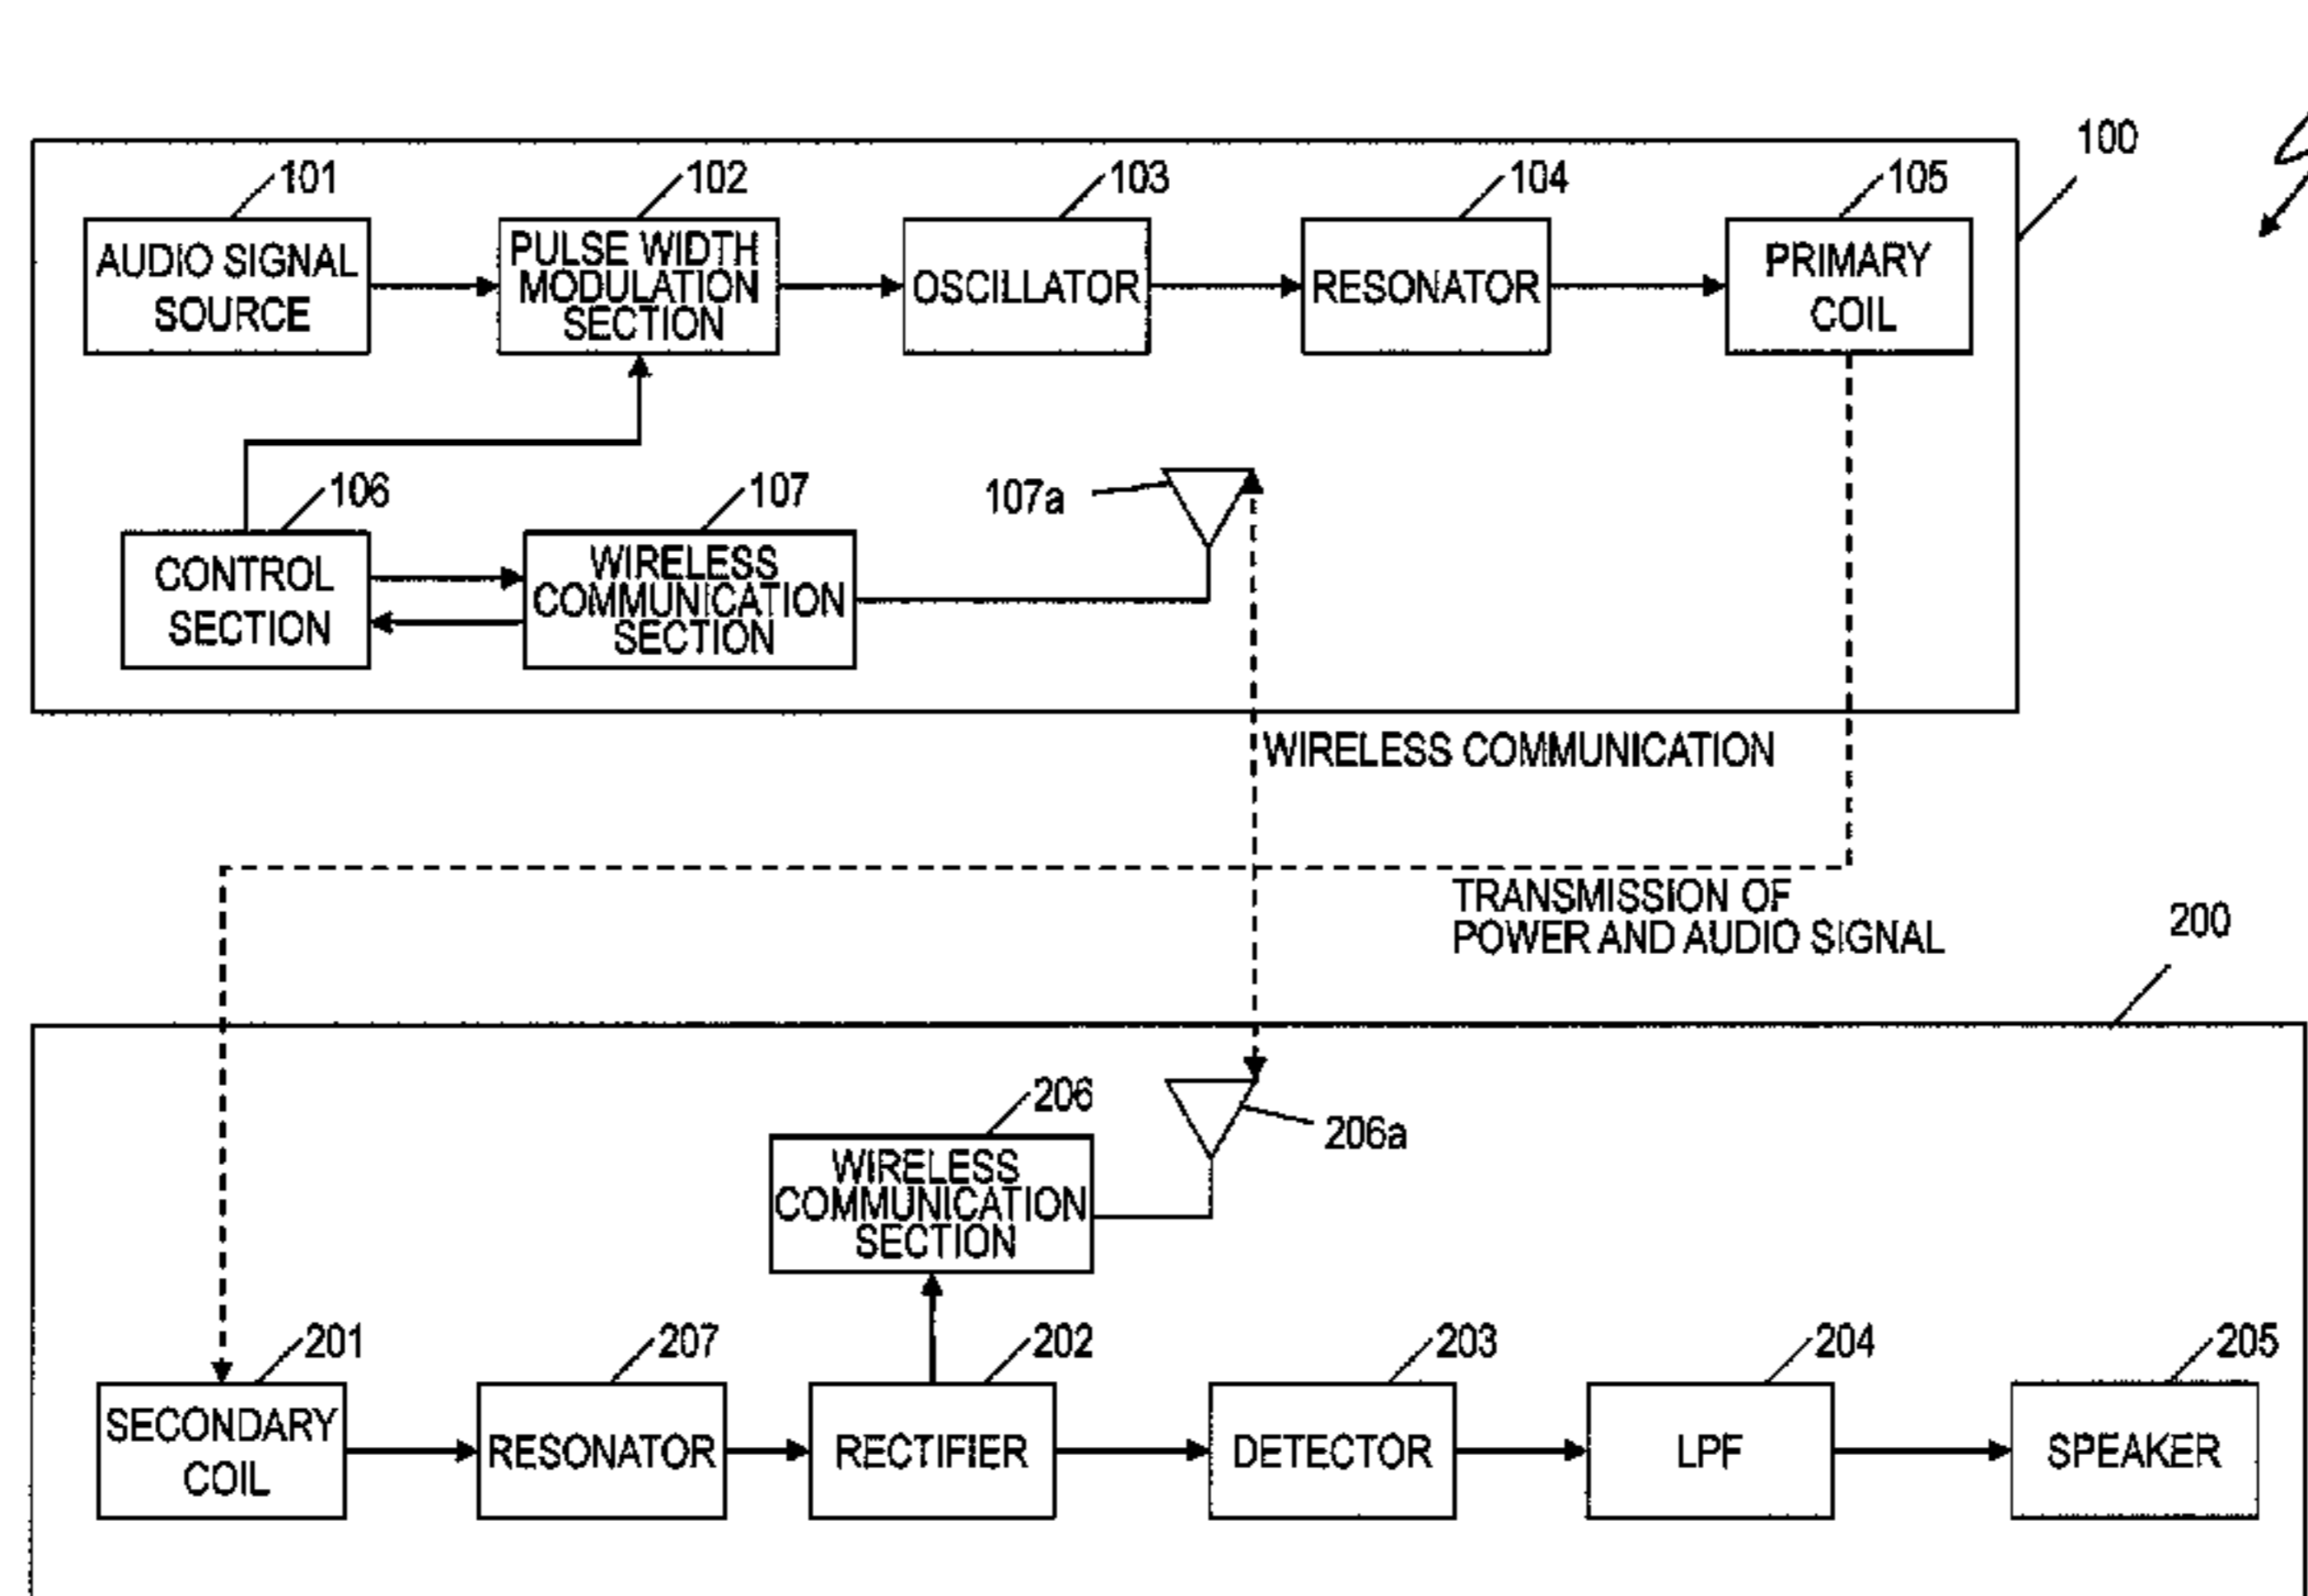 100
101
102
103
104
105
AUDIO SIGNAL
SOURCE
PULSE WIDTH
MODULATION
SECTION
OSCILLATOR
RESONATOR
PRIMARY
COIL
106
107
107a
CONTROL
SECTION
WIRELESS
COMMUNICATION
SECTION
WIRELESS COMMUNICATION
TRANSMISSION OF
POWER AND AUDIO SIGNAL
200
206
206a
WIRELESS
COMMUNICATION
SECTION
201
207
202
203
204
205
SECONDARY
COIL
RESONATOR
RECTIFIER
DETECTOR
LPF
SPEAKER